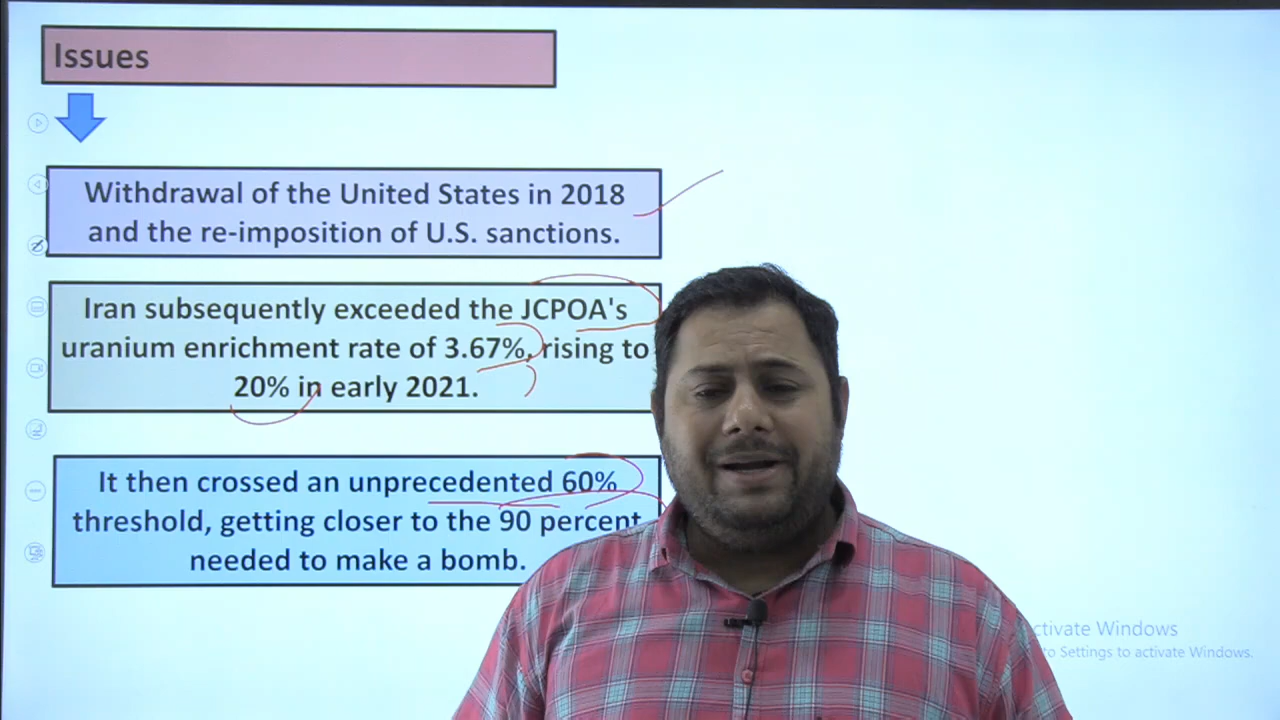 Issues
Withdrawal of the United States in 2018
and the re-imposition of U.S. sanctions.
Iran subsequently exceeded the JCPOA's
uranium enrichment rate of 3.67%, rising to
20% in early 2021.
It then crossed an unprecedented 60%
threshold, getting closer to the 90 percent
needed to make a bomb.
ctivate Windows
to Settings to activate Windows.